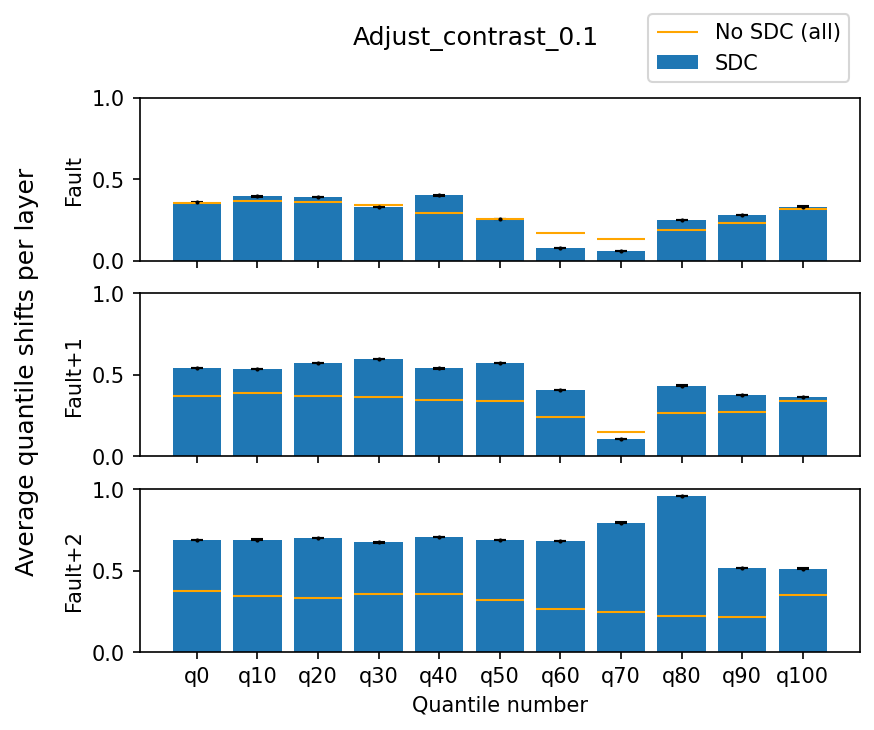 Adjust_contrast_0.1
No SDC (all)
SDC
Average quantile shifts per layer
Fault
1.0
0.5
0.0
Fault+1
1.0
0.5
0.0
Fault+2
1.0
0.5
0.0
q0 q10 q20 q30 q40 q50 q60 q70 q80 q90 q100
Quantile number